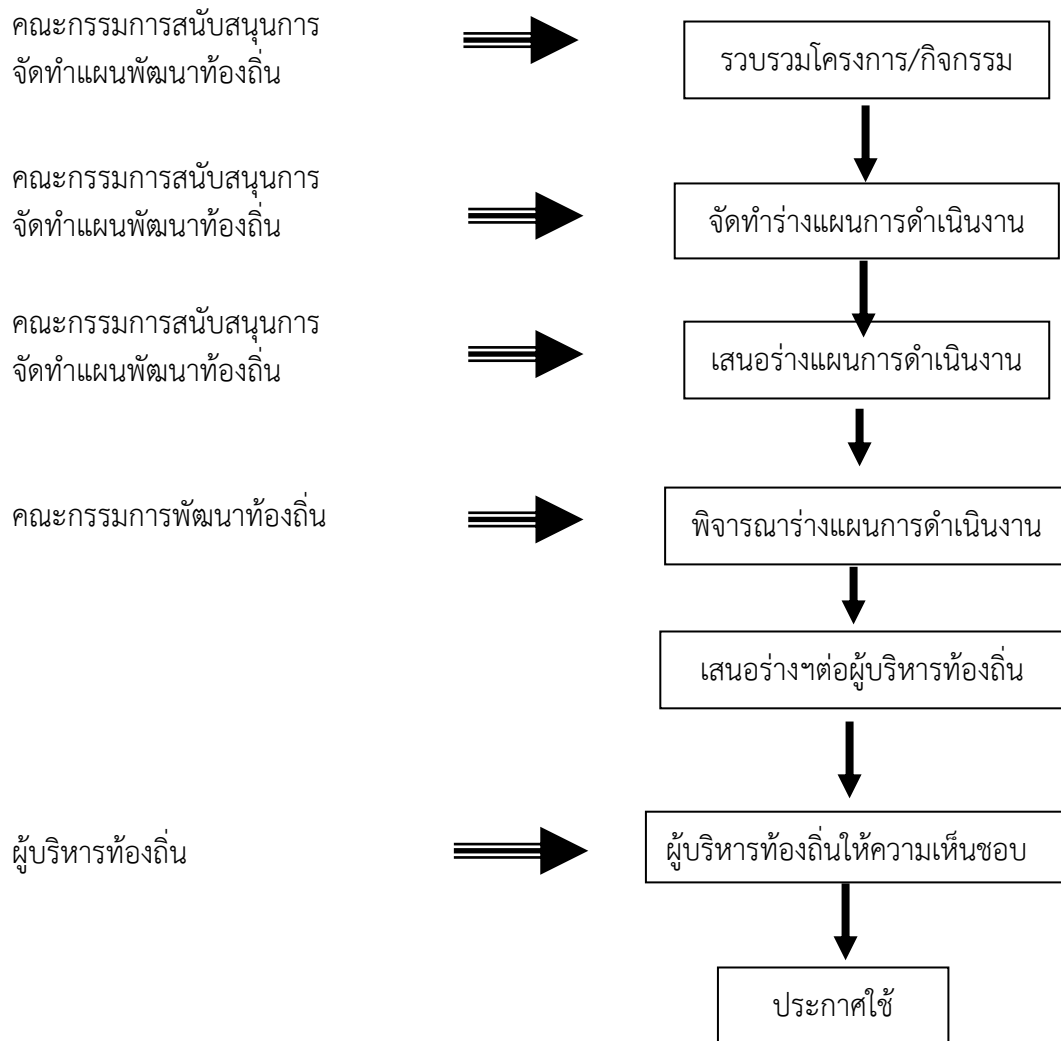 คณะกรรมการสนับสนุนการ
จัดทำแผนพัฒนาท้องถิ่น
รวบรวมโครงการ/กิจกรรม
คณะกรรมการสนับสนุนการ
จัดทำแผนพัฒนาท้องถิ่น
จัดทำร่างแผนการดำเนินงาน
คณะกรรมการสนับสนุนการ
จัดทำแผนพัฒนาท้องถิ่น
เสนอร่างแผนการดำเนินงาน
คณะกรรมการพัฒนาท้องถิ่น
พิจารณาร่างแผนการดำเนินงาน
เสนอร่างฯต่อผู้บริหารท้องถิ่น
ผู้บริหารท้องถิ่น
ผู้บริหารท้องถิ่นให้ความเห็นชอบ
ประกาศใช้